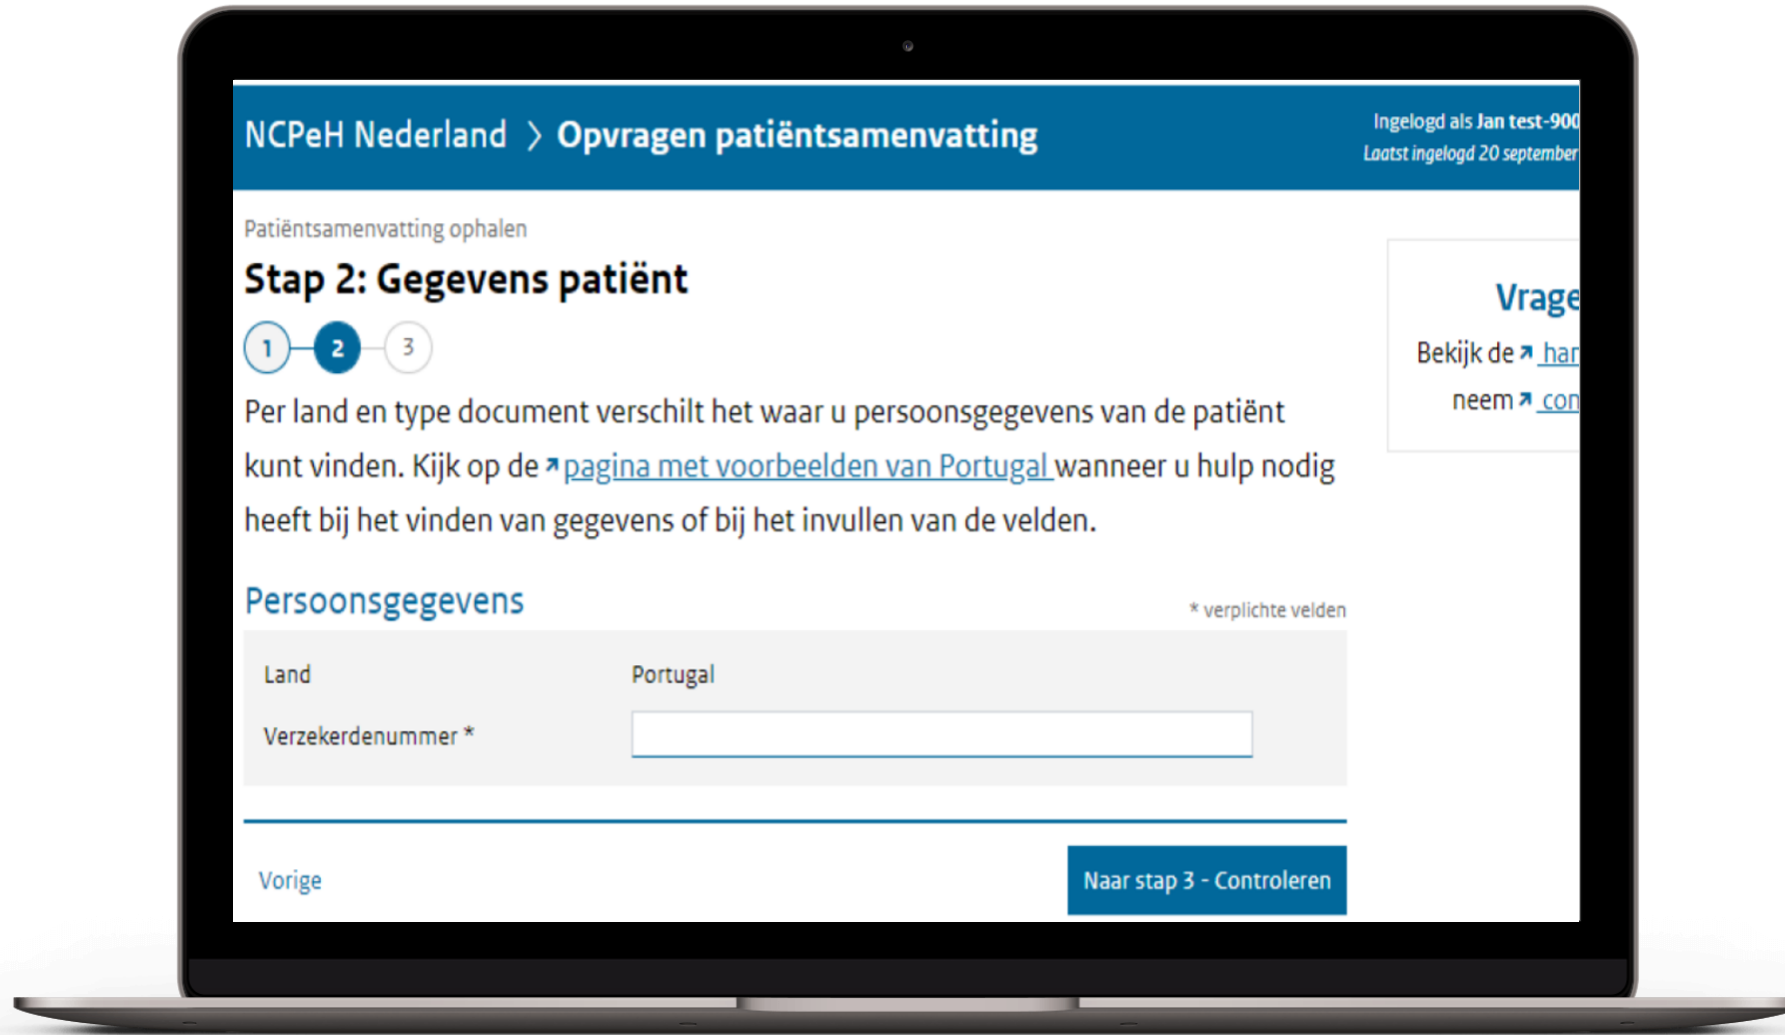 NCPeH Nederland > Opvragen patiëntsamenvatting
Ingelogd als Jan test-900
Laatst ingelogd 20 september
Patiëntsamenvatting ophalen
Stap 2: Gegevens patiënt
1 2 3
Per land en type document verschilt het waar u persoonsgegevens van de patiënt
kunt vinden. Kijk op de pagina met voorbeelden van Portugal wanneer u hulp nodig
heeft bij het vinden van gegevens of bij het invullen van de velden.
Vrage
Bekijk de har
neem con
Persoonsgegevens
* verplichte velden
Land Portugal
Verzekerdenummer *
Vorige
Naar stap 3 - Controleren